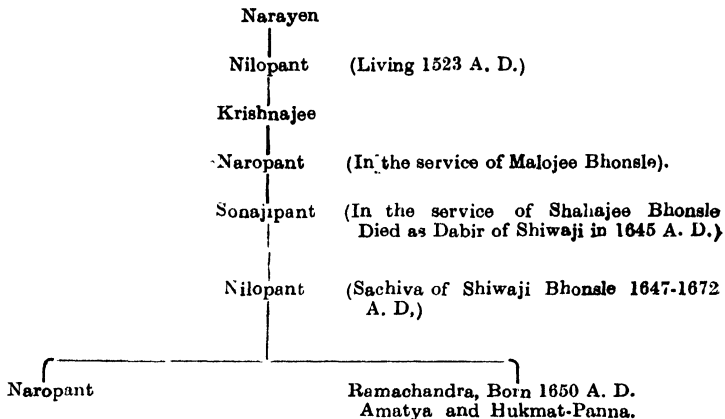 Narayen
Nilopant (Living 1523 A. D.)
Krishnajee
Naropant (In the service of Malojee Bhonsle).
Sonajipant (In the service of Shahajee Bhonsle
Died as Dabir of Shiwaji in 1645 A. D.)
Nilopant (Sachiva of Shiwaji Bhonsle 1647-1672
A. D.)
Naropant Ramachandra, Born 1650 A. D.
Amatya and Hukmat-Panna.